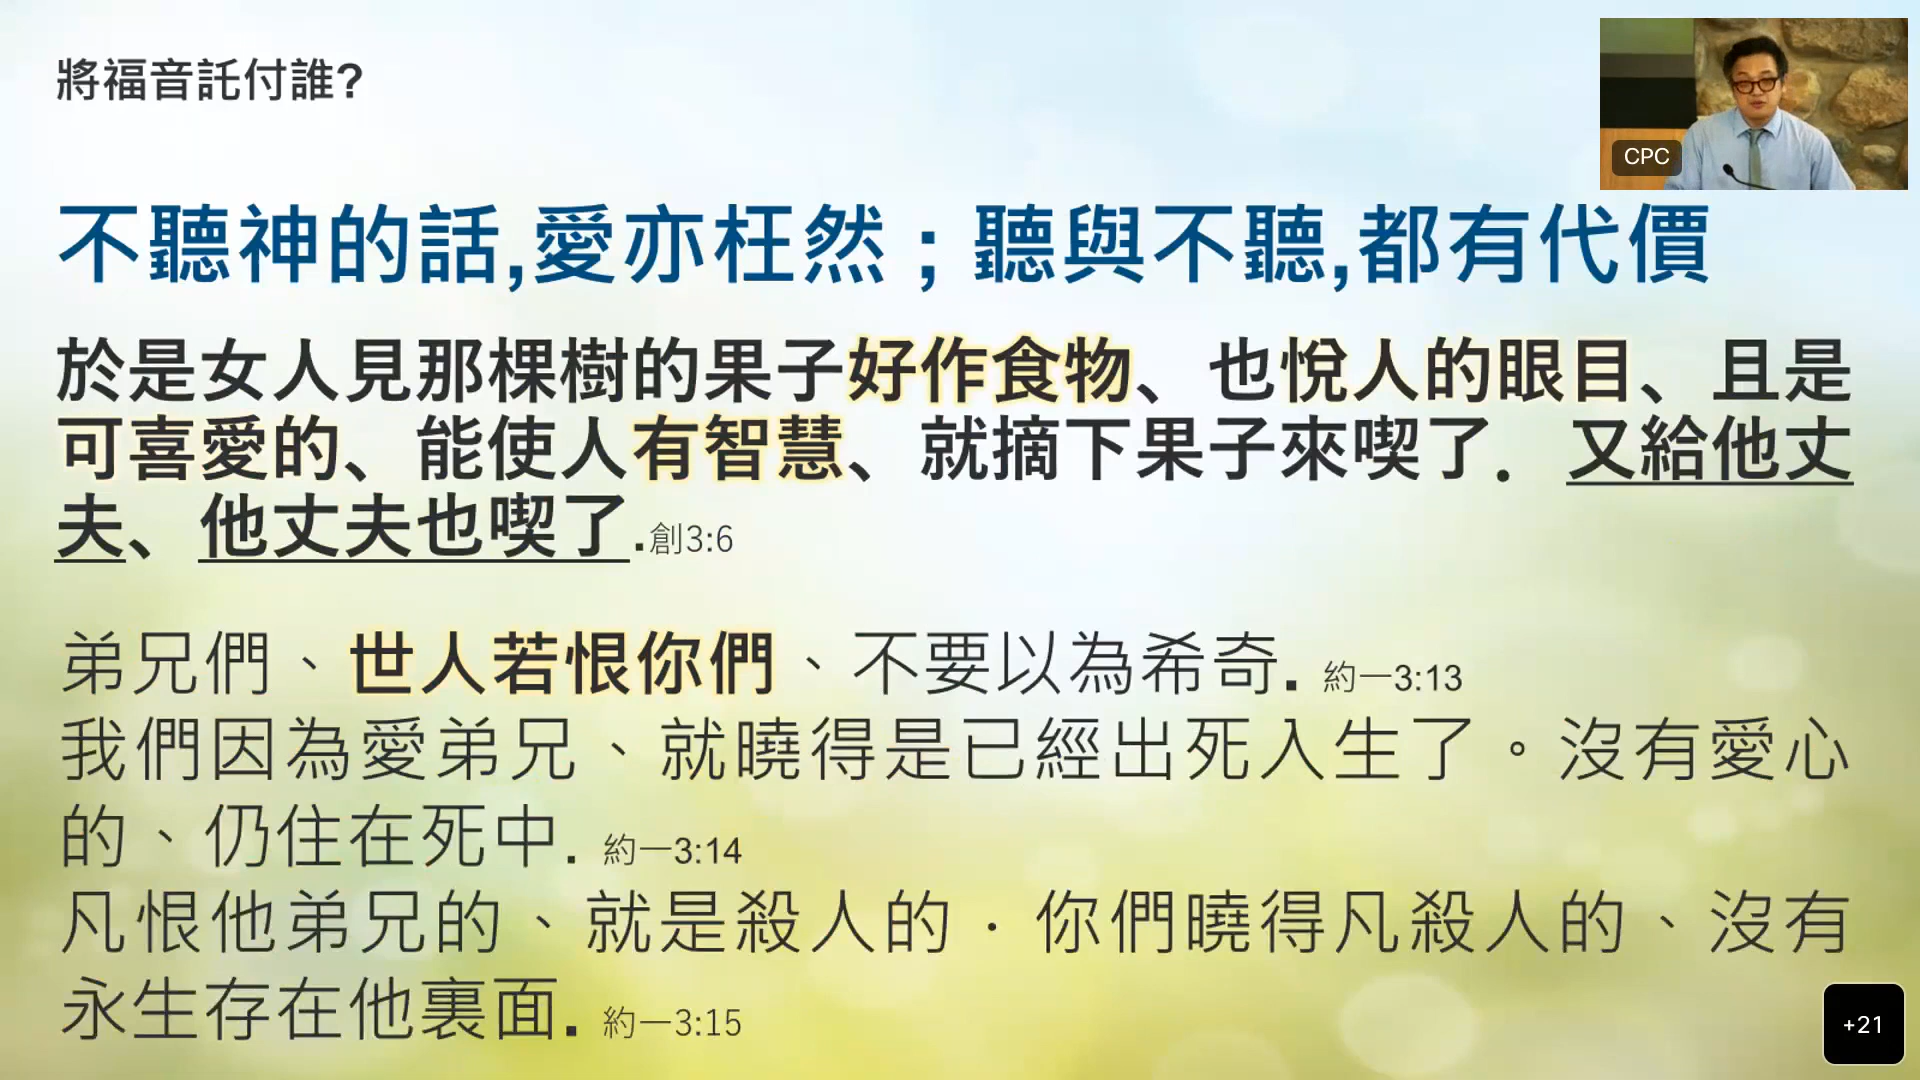 將福音託付誰?
CPC
不聽神的話,愛亦枉然；聽與不聽,都有代價
於是女人見那棵樹的果子好作食物、也悅人的眼目、且是
可喜愛的、能使人有智慧、就摘下果子來喫了．又給他丈
夫、他丈夫也喫了.創3:6
弟兄們、世人若恨你們、不要以為希奇. 約一3:13
我們因為愛弟兄、就曉得是已經出死入生了。沒有愛心
的、仍住在死中. 約一3:14
凡恨他弟兄的、就是殺人的．你們曉得凡殺人的、沒有
永生存在他裏面. 約一3:15
+21